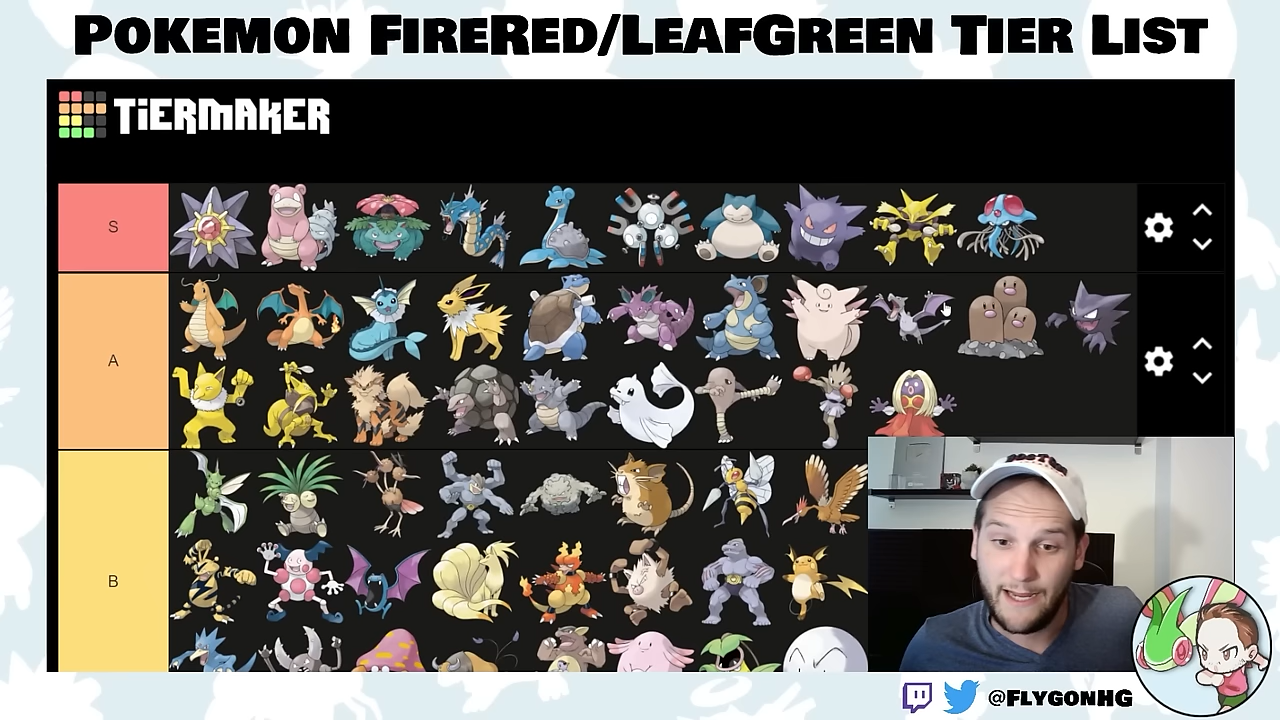 POKEMON FIRERED/LEAFGREEN TIER LIST
TIERMAKER
S
A
B
@FLYGONHG